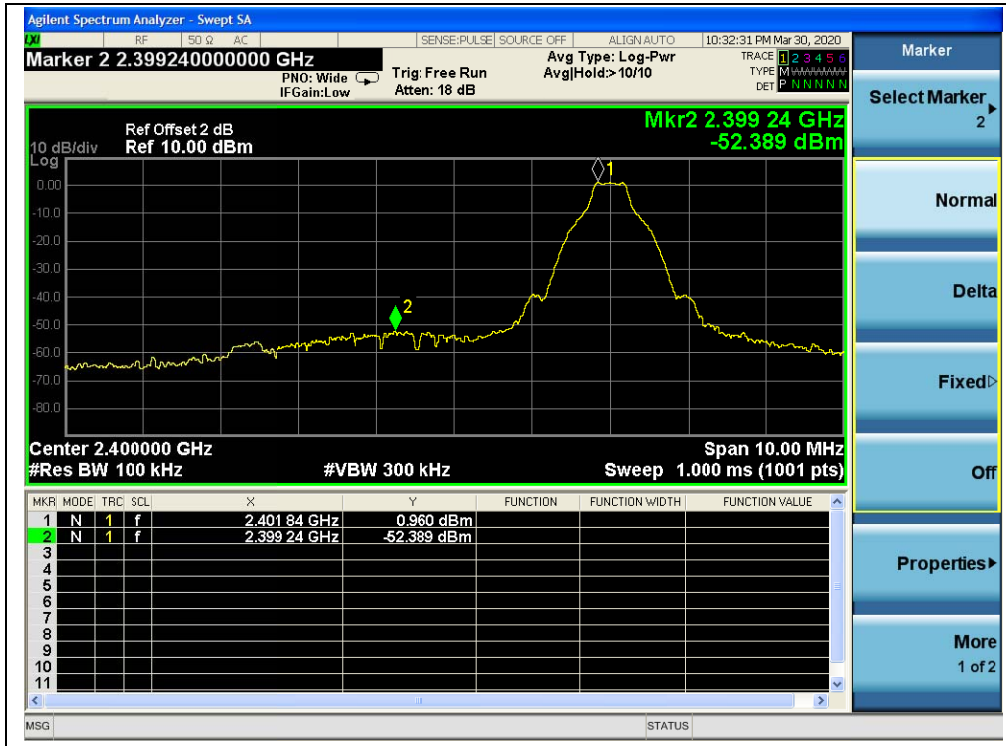 Agilent Spectrum Analyzer - Swept SA
LXI RF 50 Ω AC SENSE:PULSE SOURCE OFF ALIGN AUTO 10:32:31 PM Mar 30, 2020
Marker 2 2.399240000000 GHz
PNO: Wide
IFGain:Low
Trig: Free Run
Atten: 18 dB
Avg Type: Log-Pwr
Avg|Hold:>10/10
TRACE 1 2 3 4 5 6
TYPE M
DET P N N N N N
Mkr2 2.399 24 GHz
-52.389 dBm
Ref Offset 2 dB
10 dB/div Ref 10.00 dBm
Log
0.00
-10.0
-20.0
-30.0
-40.0
-50.0
-60.0
-70.0
-80.0
1
2
Center 2.400000 GHz Span 10.00 MHz
#Res BW 100 kHz #VBW 300 kHz Sweep 1.000 ms (1001 pts)
MKR MODE TRC SCL X Y FUNCTION FUNCTION WIDTH FUNCTION VALUE
1 N 1 f 2.401 84 GHz 0.960 dBm
2 N 1 f 2.399 24 GHz -52.389 dBm
3
4
5
6
7
8
9
10
11
MSG STATUS
Marker
Select Marker
2
Normal
Delta
Fixed
Off
Properties
More
1 of 2